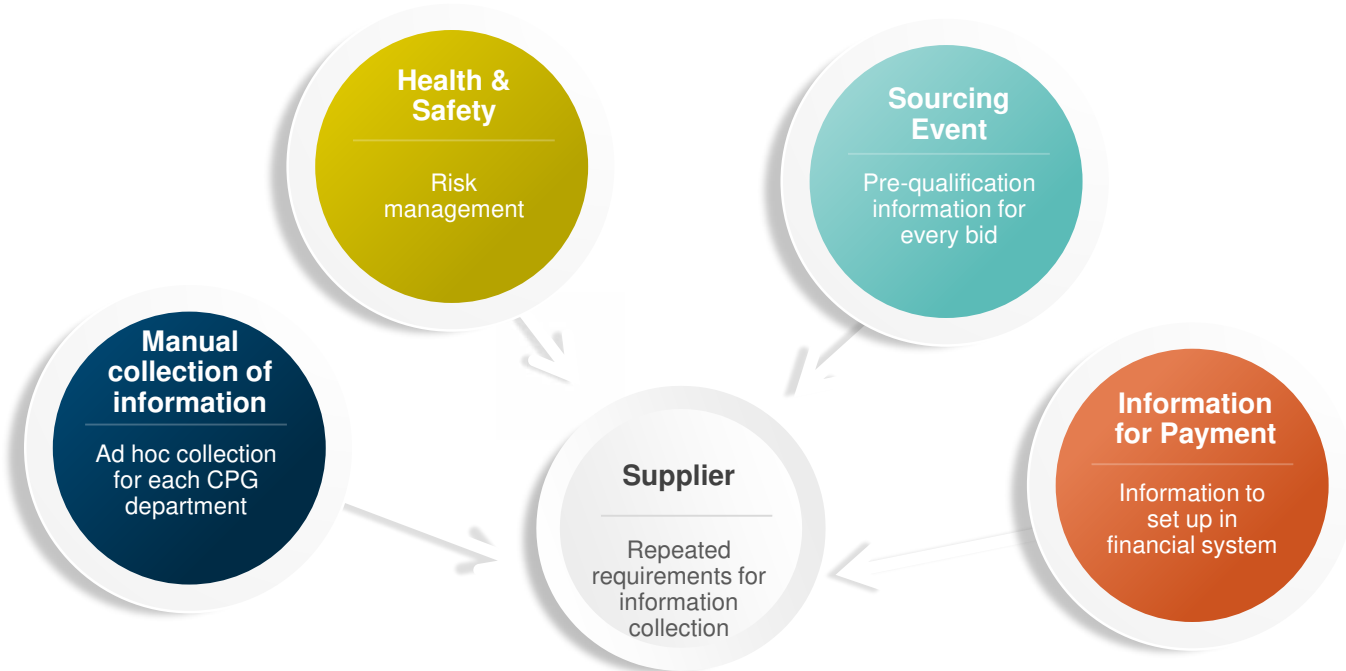 Health &
Safety
Risk
management
Sourcing
Event
Pre-qualification
information for
every bid
Manual
collection of
information
Ad hoc collection
for each CPG
department
Supplier
Repeated
requirements for
information
collection
Information
for Payment
Information to
set up in
financial system